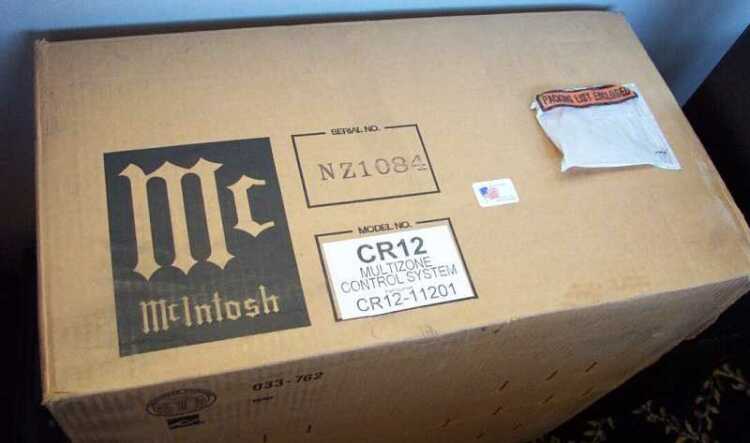 PACKING LIST ENCLOSED
SERIAL NO.
NZ1084
Mc
McIntosh
MODEL NO.
CR12
MULTIZONE
CONTROL SYSTEM
CR12-11201
033-762